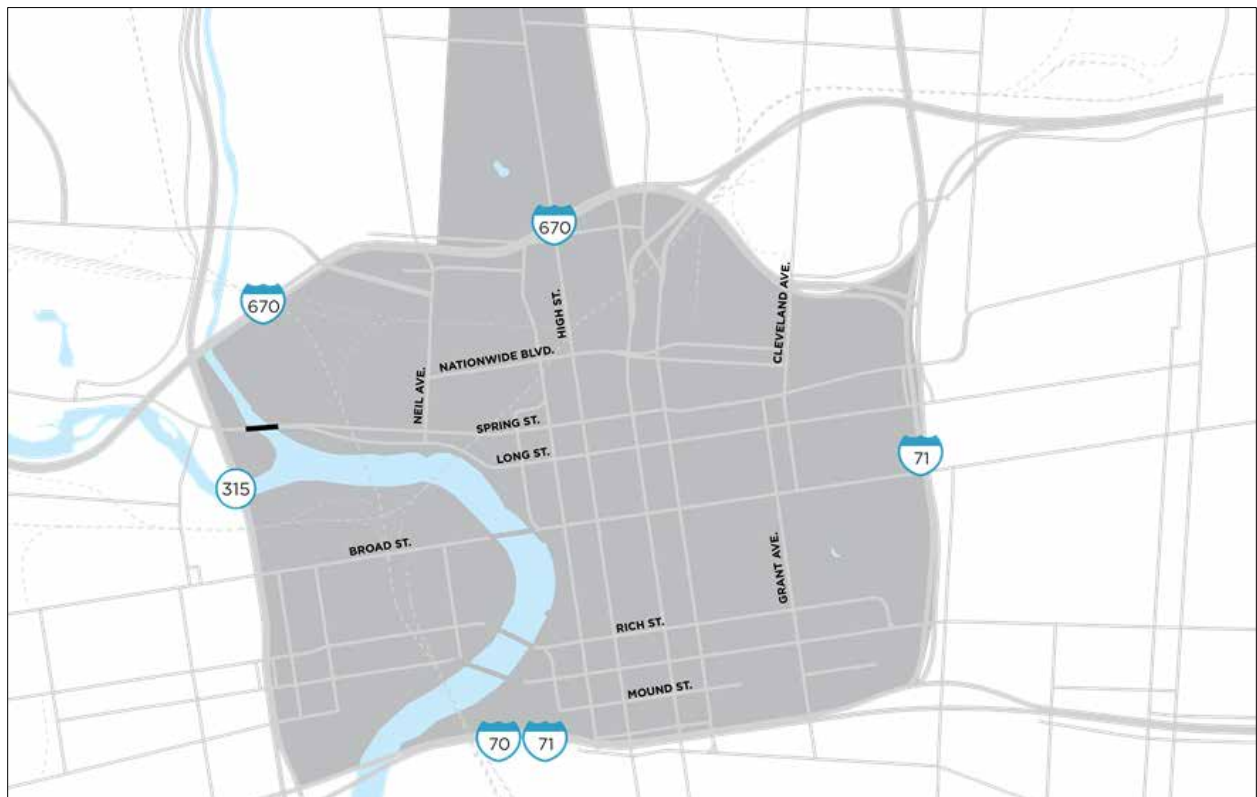 670
670
HIGH ST.
CLEVELAND AVE.
NATIONWIDE BLVD.
NEIL AVE.
SPRING ST.
LONG ST.
71
315
BROAD ST.
GRANT AVE.
RICH ST.
MOUND ST.
70
71